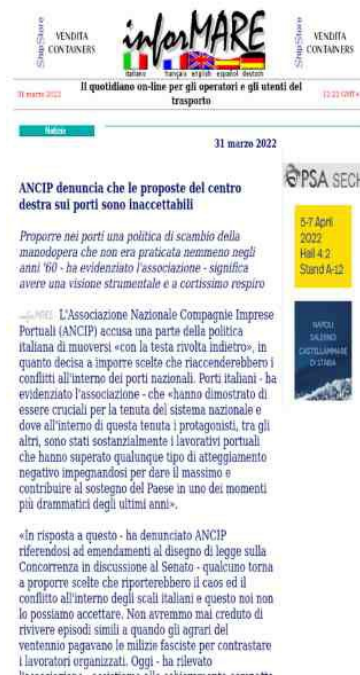 ShipStore
VENDITA
CONTAINERS
inforMARE
italiano français english español deutsch
ShipStore
VENDITA
CONTAINERS
31 marzo 2022
Il quotidiano on-line per gli operatori e gli utenti del
trasporto
Notizie
31 marzo 2022
ANCIP denuncia che le proposte del centro
destra sui porti sono inaccettabili
Proporre nei porti una politica di scambio della
manodopera che non era praticata nemmeno negli
anni '60 - ha evidenziato l'associazione - significa
avere una visione strumentale e a cortissimo respiro
inforMARE L'Associazione Nazionale Compagnie Imprese
Portuali (ANCIP) accusa una parte della politica
italiana di muoversi «con la testa rivolta indietro», in
quanto decisa a imporre scelte che riaccenderebbero i
conflitti all'interno dei porti nazionali. Porti italiani - ha
evidenziato l'associazione - che «hanno dimostrato di
essere cruciali per la tenuta del sistema nazionale e
dove all'interno di questa tenuta i protagonisti, tra gli
altri, sono stati sostanzialmente i lavorativi portuali
che hanno superato qualunque tipo di atteggiamento
negativo impegnandosi per dare il massimo e
contribuire al sostegno del Paese in uno dei momenti
più drammatici degli ultimi anni».
«In risposta a questo - ha denunciato ANCIP
riferendosi ad emendamenti al disegno di legge sulla
Concorrenza in discussione al Senato - qualcuno torna
a proporre scelte che riporterebbero il caos ed il
conflitto all'interno degli scali italiani e questo noi non
lo possiamo accettare. Non avremmo mai creduto di
rivivere episodi simili a quando gli agrari del
ventennio pagavano le milizie fasciste per contrastare
i lavoratori organizzati. Oggi - ha rilevato
PSA SECH
5-7 April
2022
Hall 4.2
Stand A-12
NAPOLI
SALERNO
CASTELLAMMARE
DI STABIA